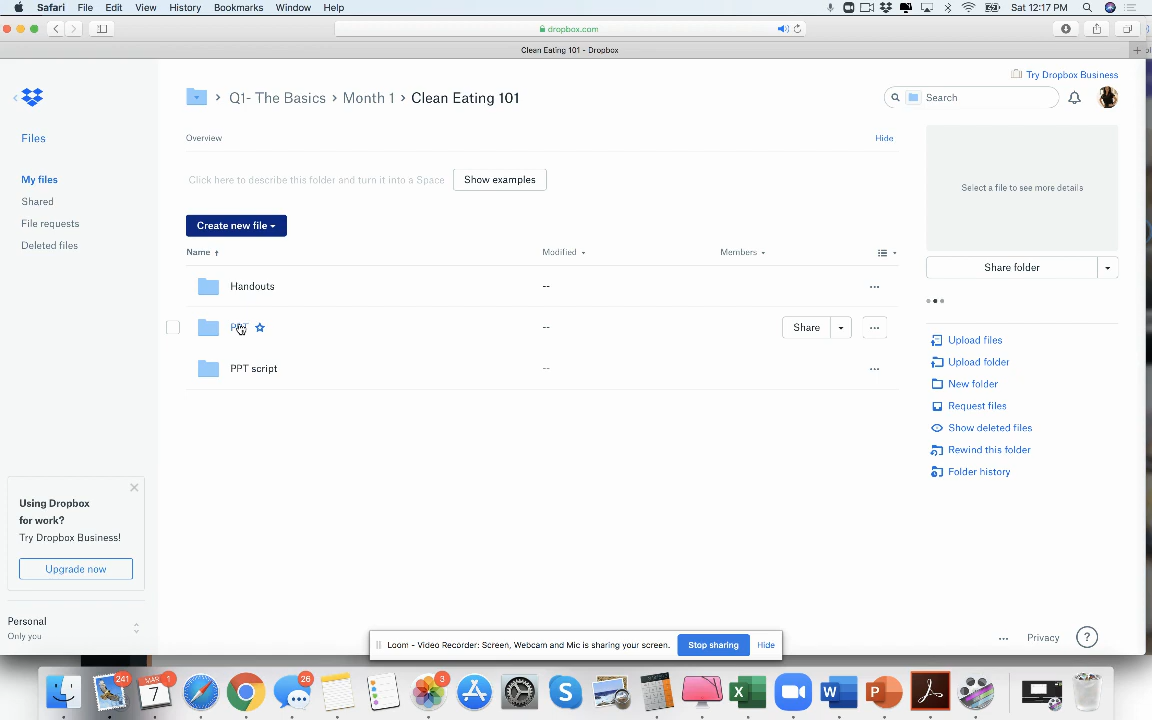 Safari File Edit View History Bookmarks Window Help Sat 12:17 PM
dropbox.com
Clean Eating 101 - Dropbox
Try Dropbox Business
Q1- The Basics › Month 1 › Clean Eating 101
Search
Files
Overview
Hide
My files
Shared
File requests
Deleted files
Click here to describe this folder and turn it into a Space
Show examples
Select a file to see more details
Create new file
Name Modified Members
Share folder
Handouts -- ...
PPT -- Share ...
PPT script -- ...
Upload files
Upload folder
New folder
Request files
Show deleted files
Rewind this folder
Folder history
Using Dropbox
for work?
Try Dropbox Business!
Upgrade now
Personal
Only you
Loom - Video Recorder: Screen, Webcam and Mic is sharing your screen. Stop sharing Hide
... Privacy ?
241 MAR 7 1 26 3